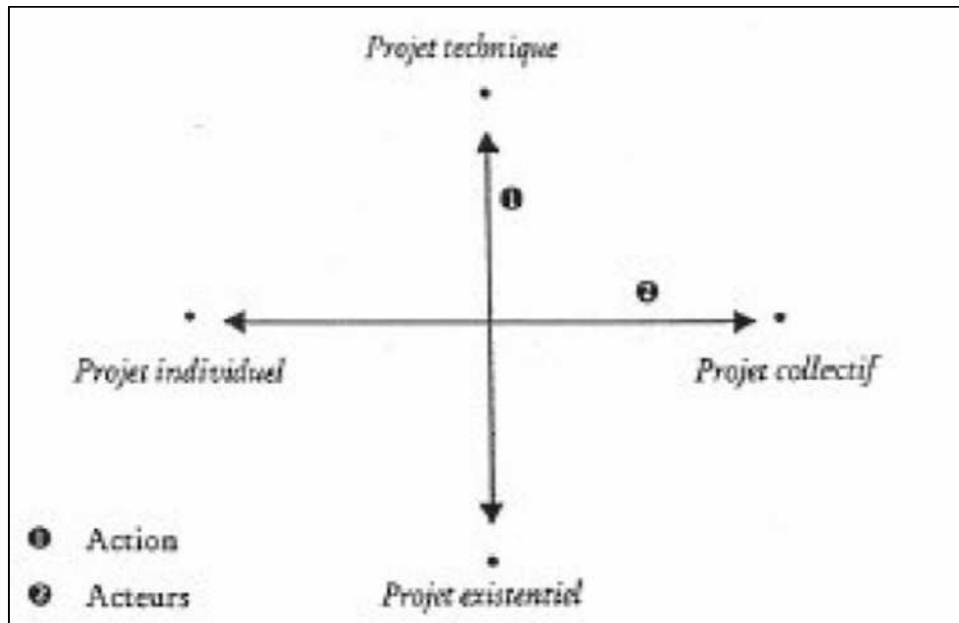 Projet technique
❶
❷
Projet individuel
Projet collectif
❶ Action
❷ Acteurs
Projet existentiel